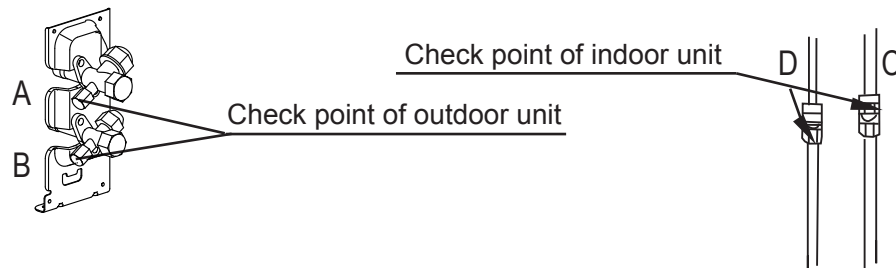 Check point of indoor unit
D
C
A
Check point of outdoor unit
B